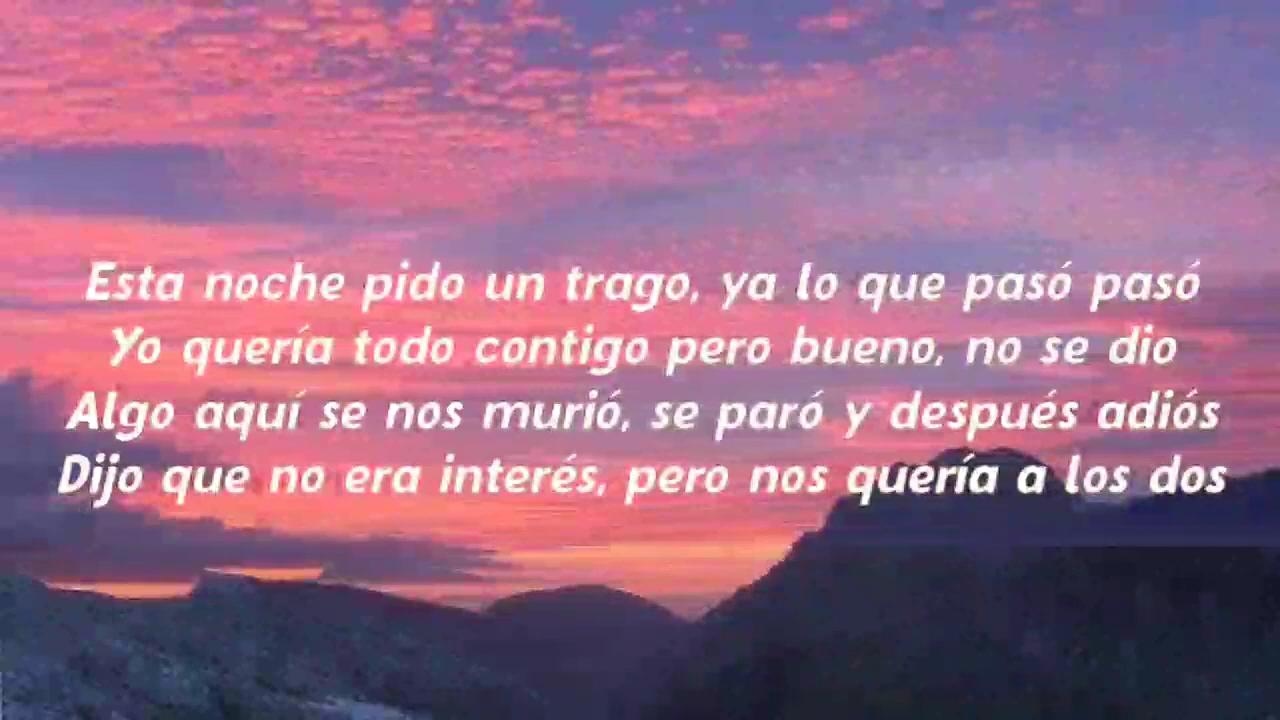 Esta noche pido un trago, ya lo que pasó pasó
Yo quería todo contigo pero bueno, no se dio
Algo aquí se nos murió, se paró y después adiós
Dijo que no era interés, pero nos quería a los dos